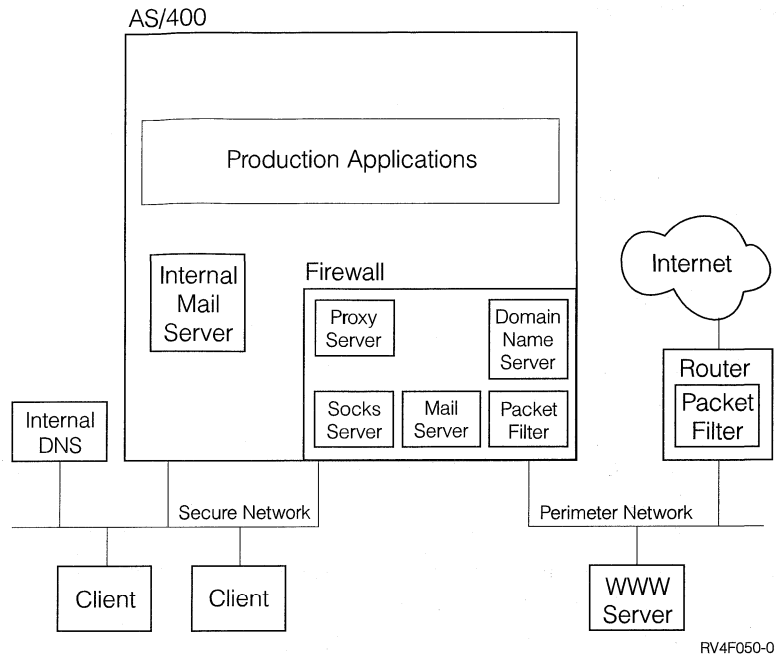 AS/400
Production Applications
Internal
Mail
Server
Firewall
Proxy
Server
Domain
Name
Server
Socks
Server
Mail
Server
Packet
Filter
Internet
Router
Packet
Filter
Internal
DNS
Secure Network
Perimeter Network
Client
Client
WWW
Server
RV4F050-0